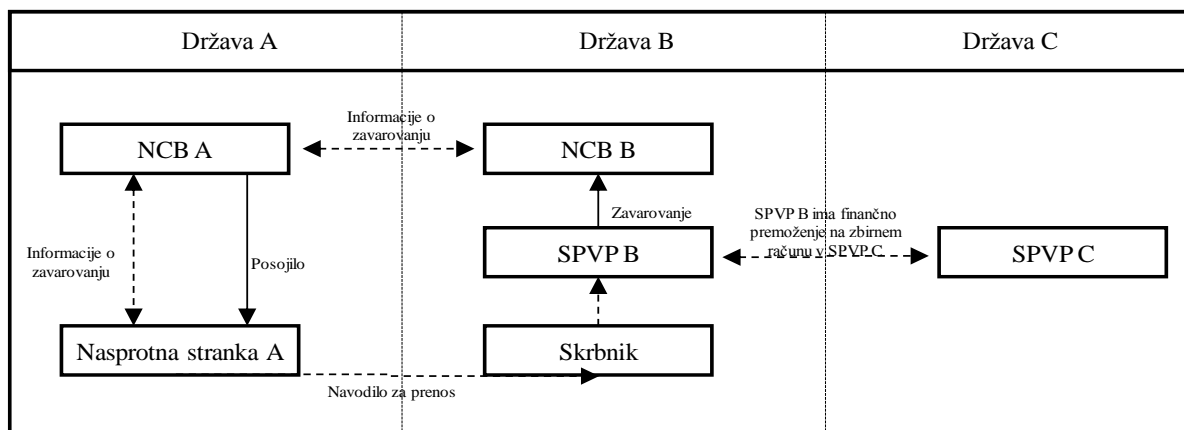 Država A
Država B
Država C
Informacije o
zavarovanju
NCB A
NCB B
Zavarovanje
SPVP B ima finančno
premoženje na zbirnem
računu v SPVP C
Informacije o
zavarovanju
Posojilo
SPVP B
SPVP C
Nasprotna stranka A
Skrbnik
Navodilo za prenos